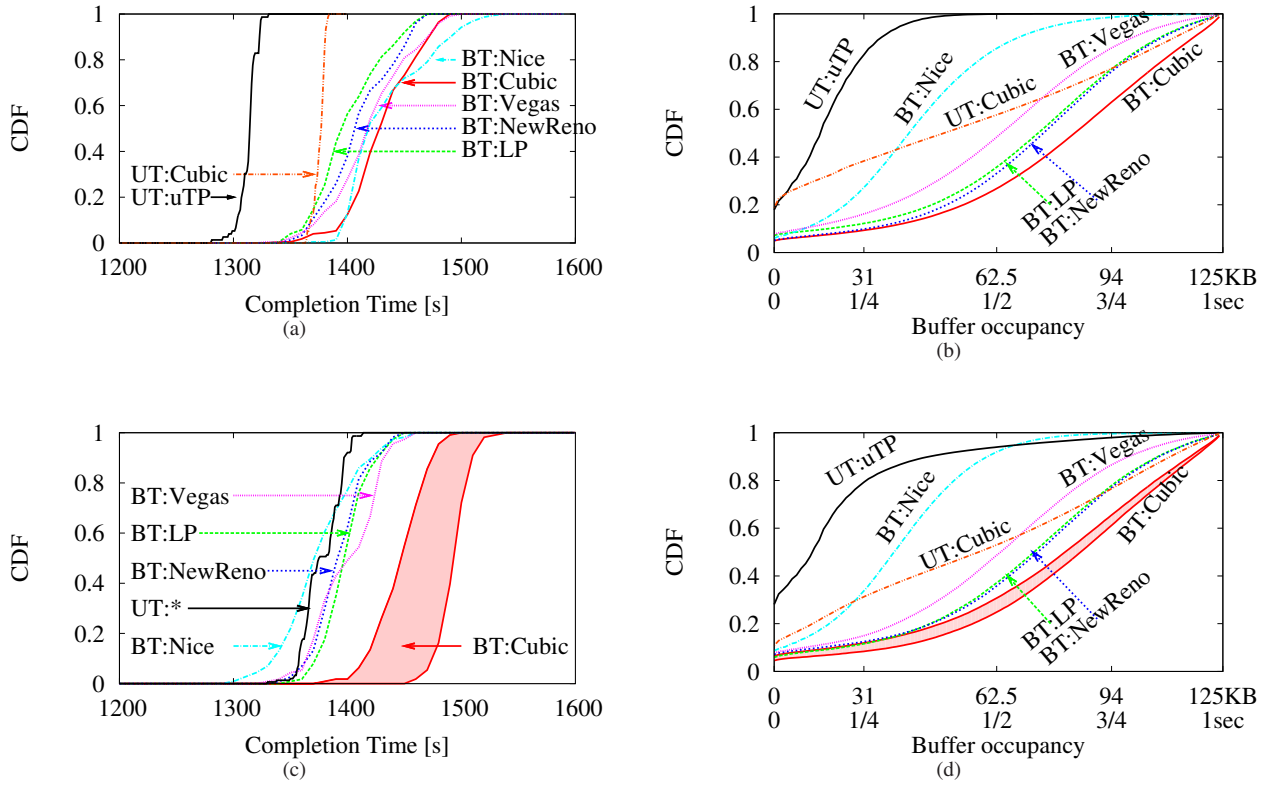 1
0.8
0.6
0.4
0.2
0
CDF
BT:Nice
BT:Cubic
BT:Vegas
BT:NewReno
BT:LP
UT:Cubic
UT:uTP
1200 1300 1400 1500 1600
Completion Time [s]
(a)
1
0.8
0.6
0.4
0.2
0
CDF
UT:uTP
BT:Nice
UT:Cubic
BT:Vegas
BT:Cubic
BT:LP
BT:NewReno
0 31 62.5 94 125KB
0 1/4 1/2 3/4 1sec
Buffer occupancy
(b)
1
0.8
0.6
0.4
0.2
0
CDF
BT:Vegas
BT:LP
BT:NewReno
UT:*
BT:Nice
BT:Cubic
1200 1300 1400 1500 1600
Completion Time [s]
(c)
1
0.8
0.6
0.4
0.2
0
CDF
UT:uTP
BT:Nice
UT:Cubic
BT:Vegas
BT:Cubic
BT:LP
BT:NewReno
0 31 62.5 94 125KB
0 1/4 1/2 3/4 1sec
Buffer occupancy
(d)